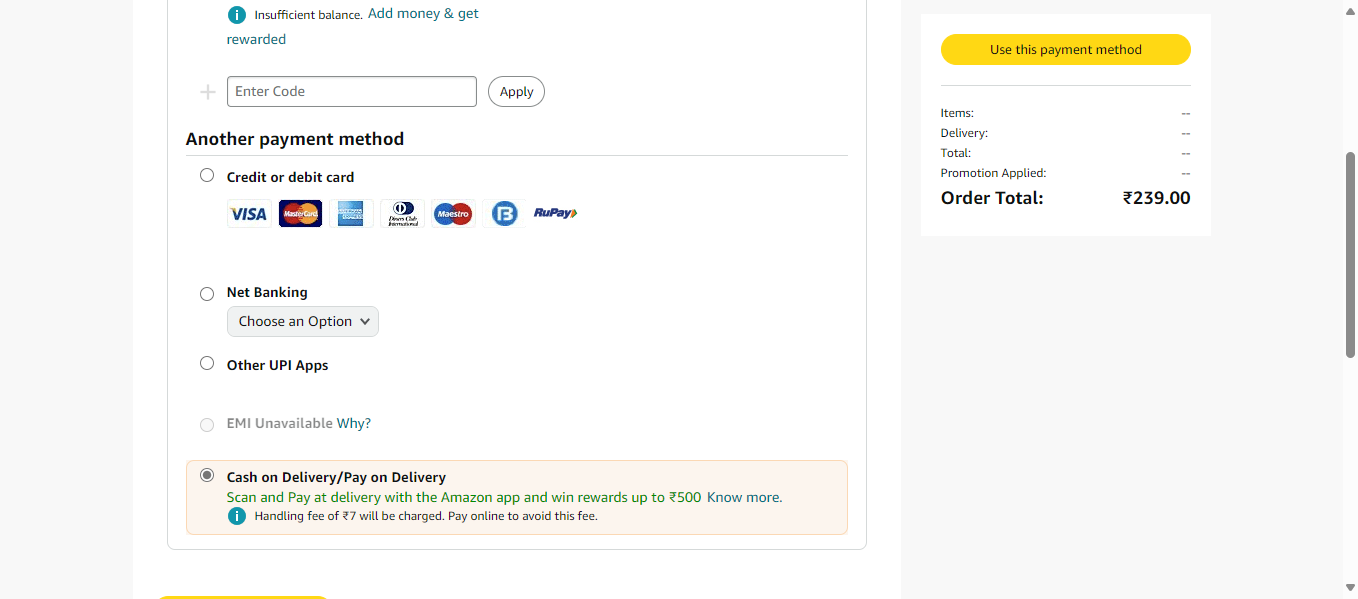 Insufficient balance. Add money & get
rewarded
Enter Code
Apply
Another payment method
Credit or debit card
VISA
MasterCard
AMERICAN EXPRESS
Diners Club International
Maestro
B
RuPay
Net Banking
Choose an Option
Other UPI Apps
EMI Unavailable Why?
Cash on Delivery/Pay on Delivery
Scan and Pay at delivery with the Amazon app and win rewards up to ₹500 Know more.
Handling fee of ₹7 will be charged. Pay online to avoid this fee.
Use this payment method
Items: --
Delivery: --
Total: --
Promotion Applied: --
Order Total: ₹239.00